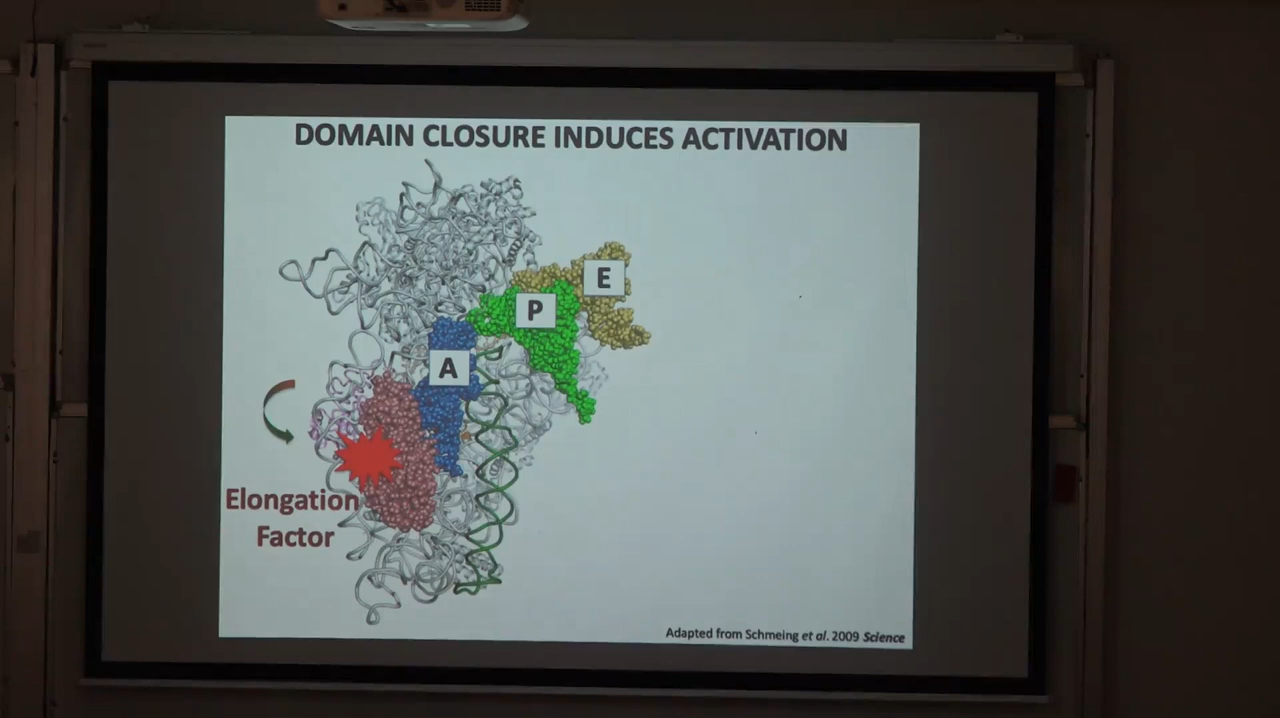 DOMAIN CLOSURE INDUCES ACTIVATION
E
P
A
Elongation
Factor
Adapted from Schmeing et al. 2009 Science